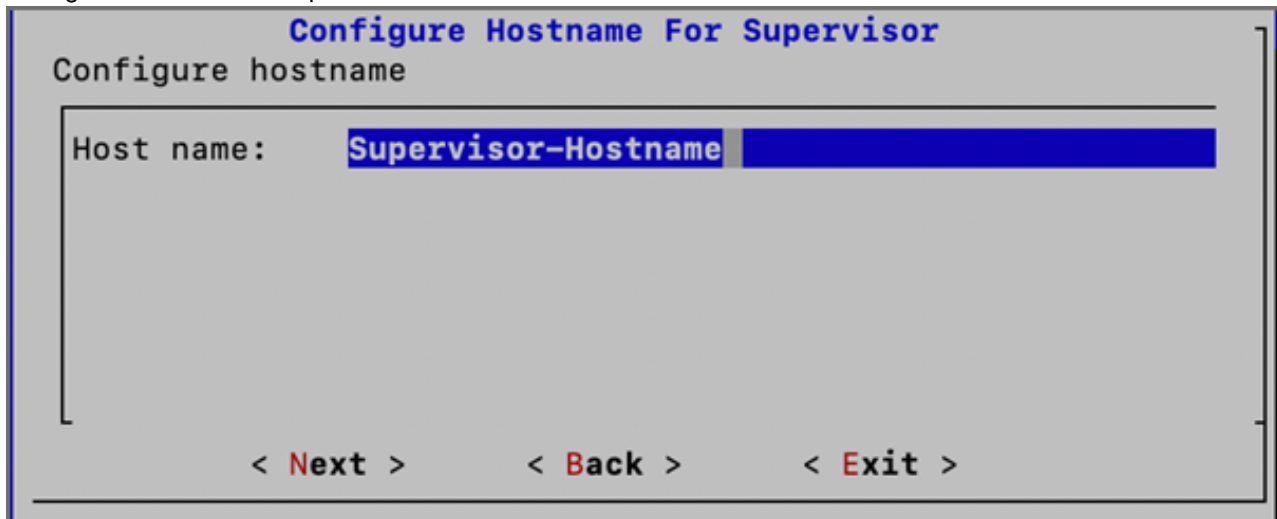 Configure Hostname For Supervisor
Configure hostname
Host name: Supervisor-Hostname
< Next > < Back > < Exit >